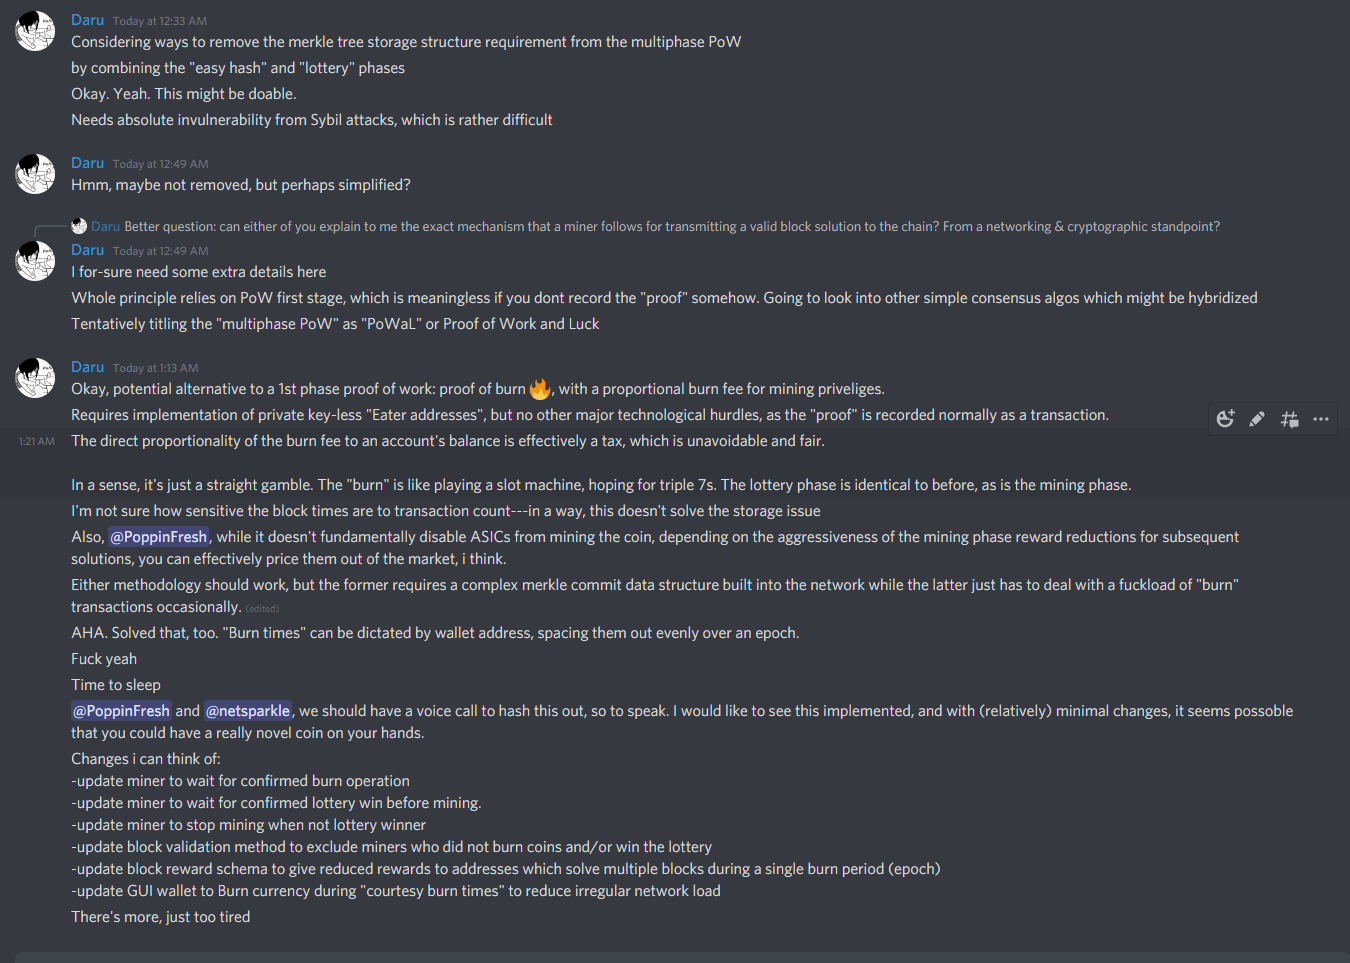 Daru Today at 12:33 AM
Considering ways to remove the merkle tree storage structure requirement from the multiphase PoW
by combining the "easy hash" and "lottery" phases
Okay. Yeah. This might be doable.
Needs absolute invulnerability from Sybil attacks, which is rather difficult
Daru Today at 12:49 AM
Hmm, maybe not removed, but perhaps simplified?
Daru Better question: can either of you explain to me the exact mechanism that a miner follows for transmitting a valid block solution to the chain? From a networking & cryptographic standpoint?
Daru Today at 12:49 AM
I for-sure need some extra details here
Whole principle relies on PoW first stage, which is meaningless if you dont record the "proof" somehow. Going to look into other simple consensus algos which might be hybridized
Tentatively titling the "multiphase PoW" as "PoWaL" or Proof of Work and Luck
Daru Today at 1:13 AM
Okay, potential alternative to a 1st phase proof of work: proof of burn 🔥, with a proportional burn fee for mining priveliges.
Requires implementation of private key-less "Eater addresses", but no other major technological hurdles, as the "proof" is recorded normally as a transaction.
1:21 AM The direct proportionality of the burn fee to an account's balance is effectively a tax, which is unavoidable and fair.
In a sense, it's just a straight gamble. The "burn" is like playing a slot machine, hoping for triple 7s. The lottery phase is identical to before, as is the mining phase.
I'm not sure how sensitive the block times are to transaction count---in a way, this doesn't solve the storage issue
Also, @PoppinFresh, while it doesn't fundamentally disable ASICs from mining the coin, depending on the aggressiveness of the mining phase reward reductions for subsequent
solutions, you can effectively price them out of the market, i think.
Either methodology should work, but the former requires a complex merkle commit data structure built into the network while the latter just has to deal with a fuckload of "burn"
transactions occasionally. (edited)
AHA. Solved that, too. "Burn times" can be dictated by wallet address, spacing them out evenly over an epoch.
Fuck yeah
Time to sleep
@PoppinFresh and @netsparkle, we should have a voice call to hash this out, so to speak. I would like to see this implemented, and with (relatively) minimal changes, it seems possoble
that you could have a really novel coin on your hands.
Changes i can think of:
-update miner to wait for confirmed burn operation
-update miner to wait for confirmed lottery win before mining.
-update miner to stop mining when not lottery winner
-update block validation method to exclude miners who did not burn coins and/or win the lottery
-update block reward schema to give reduced rewards to addresses which solve multiple blocks during a single burn period (epoch)
-update GUI wallet to Burn currency during "courtesy burn times" to reduce irregular network load
There's more, just too tired